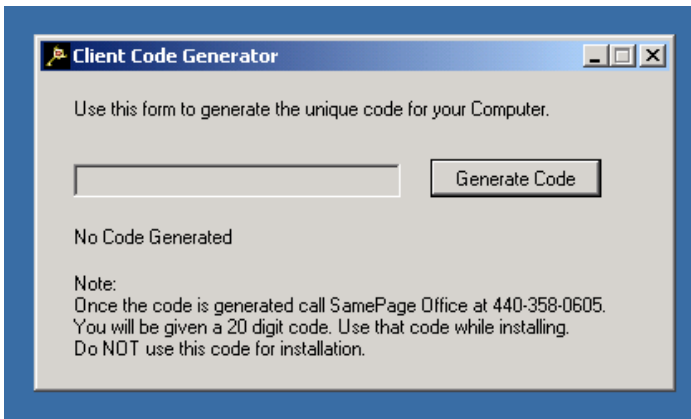 Client Code Generator
Use this form to generate the unique code for your Computer.
Generate Code
No Code Generated
Note:
Once the code is generated call SamePage Office at 440-358-0605.
You will be given a 20 digit code. Use that code while installing.
Do NOT use this code for installation.